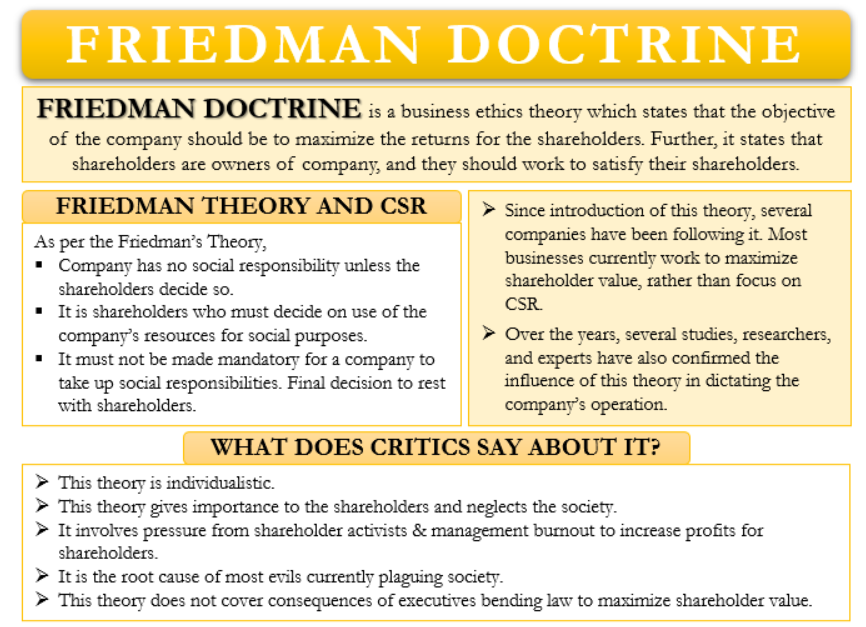 FRIEDMAN DOCTRINE
FRIEDMAN DOCTRINE is a business ethics theory which states that the objective
of the company should be to maximize the returns for the shareholders. Further, it states that
shareholders are owners of company, and they should work to satisfy their shareholders.
FRIEDMAN THEORY AND CSR
As per the Friedman's Theory,
▪ Company has no social responsibility unless the
shareholders decide so.
▪ It is shareholders who must decide on use of the
company's resources for social purposes.
▪ It must not be made mandatory for a company to
take up social responsibilities. Final decision to rest
with shareholders.
➢ Since introduction of this theory, several
companies have been following it. Most
businesses currently work to maximize
shareholder value, rather than focus on
CSR.
➢ Over the years, several studies, researchers,
and experts have also confirmed the
influence of this theory in dictating the
company's operation.
WHAT DOES CRITICS SAY ABOUT IT?
➢ This theory is individualistic.
➢ This theory gives importance to the shareholders and neglects the society.
➢ It involves pressure from shareholder activists & management burnout to increase profits for
shareholders.
➢ It is the root cause of most evils currently plaguing society.
➢ This theory does not cover consequences of executives bending law to maximize shareholder value.